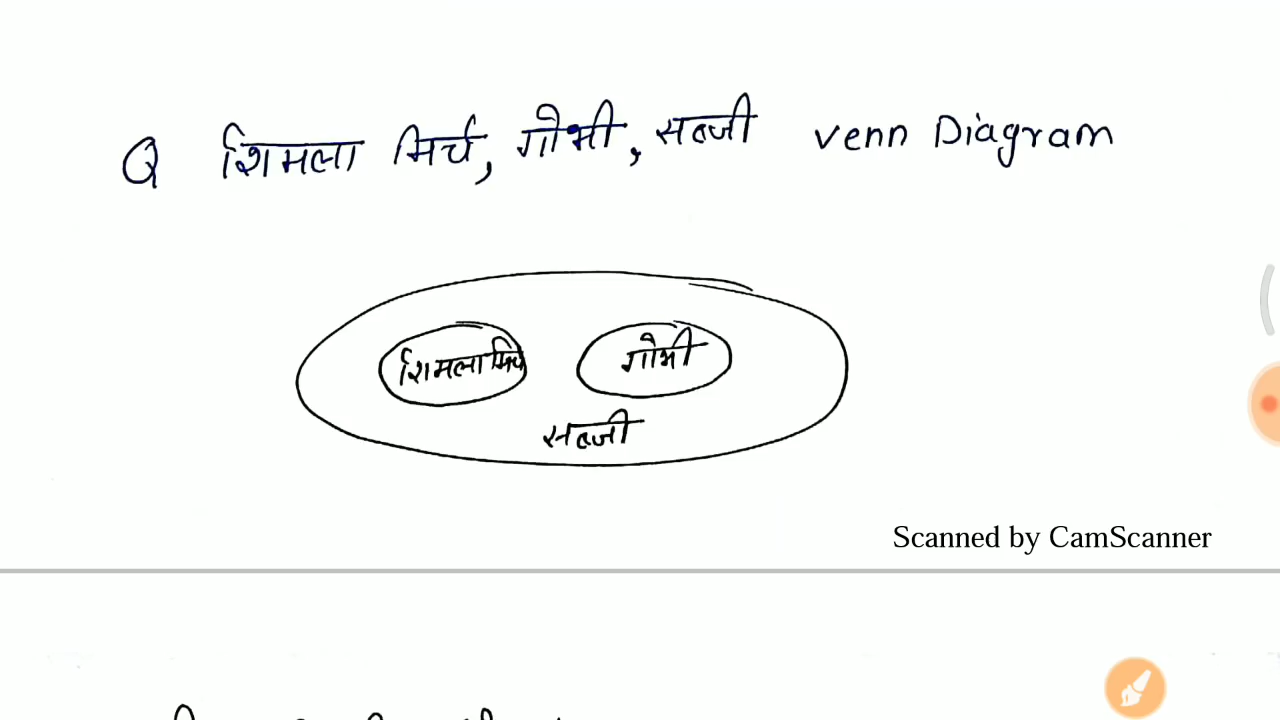 Q शिमला मिर्च, गोभी, सब्जी venn Diagram
शिमला मिर्च गोभी
सब्जी
Scanned by CamScanner